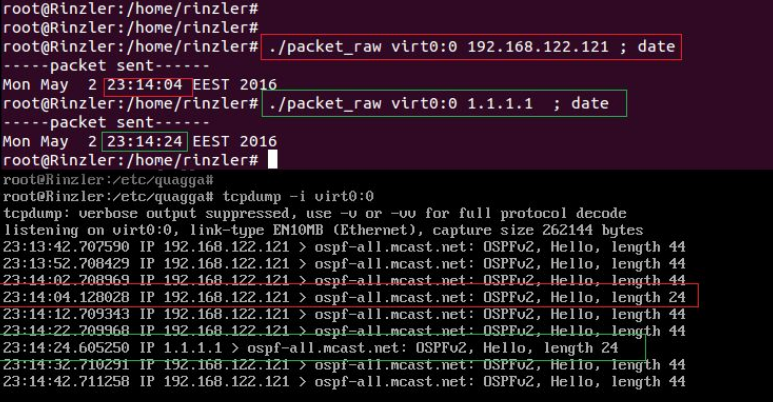 root@Rinzler:/home/rinzler#
root@Rinzler:/home/rinzler#
root@Rinzler:/home/rinzler# ./packet_raw virt0:0 192.168.122.121 ; date
-----packet sent------
Mon May  2 23:14:04 EEST 2016
root@Rinzler:/home/rinzler# ./packet_raw virt0:0 1.1.1.1  ; date
-----packet sent------
Mon May  2 23:14:24 EEST 2016
root@Rinzler:/home/rinzler#
root@Rinzler:/etc/quagga#
root@Rinzler:/etc/quagga# tcpdump -i virt0:0
tcpdump: verbose output suppressed, use -v or -vv for full protocol decode
listening on virt0:0, link-type EN10MB (Ethernet), capture size 262144 bytes
23:13:42.707590 IP 192.168.122.121 > ospf-all.mcast.net: OSPFv2, Hello, length 44
23:13:52.708429 IP 192.168.122.121 > ospf-all.mcast.net: OSPFv2, Hello, length 44
23:14:02.708969 IP 192.168.122.121 > ospf-all.mcast.net: OSPFv2, Hello, length 44
23:14:04.128028 IP 192.168.122.121 > ospf-all.mcast.net: OSPFv2, Hello, length 24
23:14:12.709343 IP 192.168.122.121 > ospf-all.mcast.net: OSPFv2, Hello, length 44
23:14:22.709968 IP 192.168.122.121 > ospf-all.mcast.net: OSPFv2, Hello, length 44
23:14:24.605250 IP 1.1.1.1 > ospf-all.mcast.net: OSPFv2, Hello, length 24
23:14:32.710291 IP 192.168.122.121 > ospf-all.mcast.net: OSPFv2, Hello, length 44
23:14:42.711258 IP 192.168.122.121 > ospf-all.mcast.net: OSPFv2, Hello, length 44